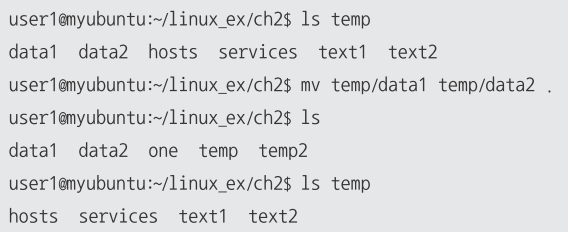 user1@myubuntu:~/linux_ex/ch2$ ls temp
data1  data2  hosts  services  text1  text2
user1@myubuntu:~/linux_ex/ch2$ mv temp/data1 temp/data2 .
user1@myubuntu:~/linux_ex/ch2$ ls
data1  data2  one  temp  temp2
user1@myubuntu:~/linux_ex/ch2$ ls temp
hosts  services  text1  text2